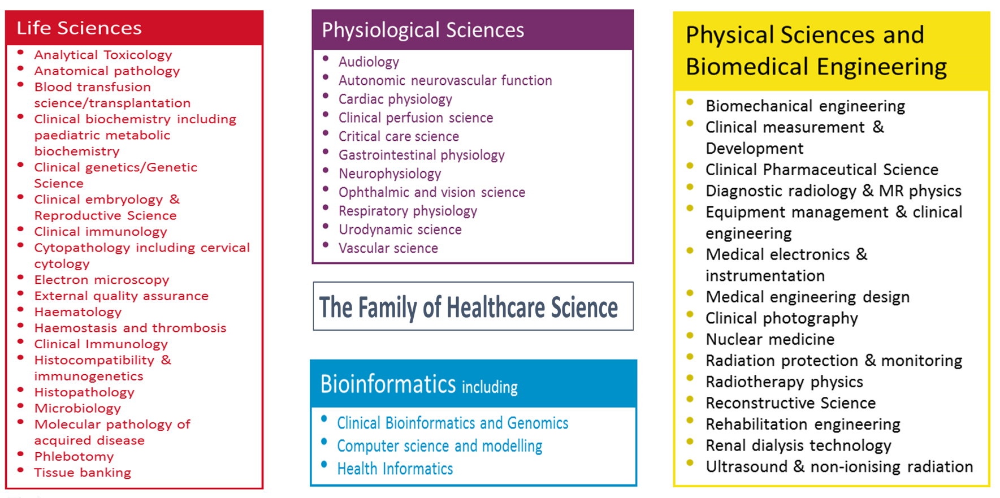 Life Sciences
• Analytical Toxicology
• Anatomical pathology
• Blood transfusion
science/transplantation
• Clinical biochemistry including
paediatric metabolic
biochemistry
• Clinical genetics/Genetic
Science
• Clinical embryology &
Reproductive Science
• Clinical immunology
• Cytopathology including cervical
cytology
• Electron microscopy
• External quality assurance
• Haematology
• Haemostasis and thrombosis
• Clinical Immunology
• Histocompatibility &
immunogenetics
• Histopathology
• Microbiology
• Molecular pathology of
acquired disease
• Phlebotomy
• Tissue banking
Physiological Sciences
• Audiology
• Autonomic neurovascular function
• Cardiac physiology
• Clinical perfusion science
• Critical care science
• Gastrointestinal physiology
• Neurophysiology
• Ophthalmic and vision science
• Respiratory physiology
• Urodynamic science
• Vascular science
The Family of Healthcare Science
Bioinformatics including
• Clinical Bioinformatics and Genomics
• Computer science and modelling
• Health Informatics
Physical Sciences and
Biomedical Engineering
• Biomechanical engineering
• Clinical measurement &
Development
• Clinical Pharmaceutical Science
• Diagnostic radiology & MR physics
• Equipment management & clinical
engineering
• Medical electronics &
instrumentation
• Medical engineering design
• Clinical photography
• Nuclear medicine
• Radiation protection & monitoring
• Radiotherapy physics
• Reconstructive Science
• Rehabilitation engineering
• Renal dialysis technology
• Ultrasound & non-ionising radiation